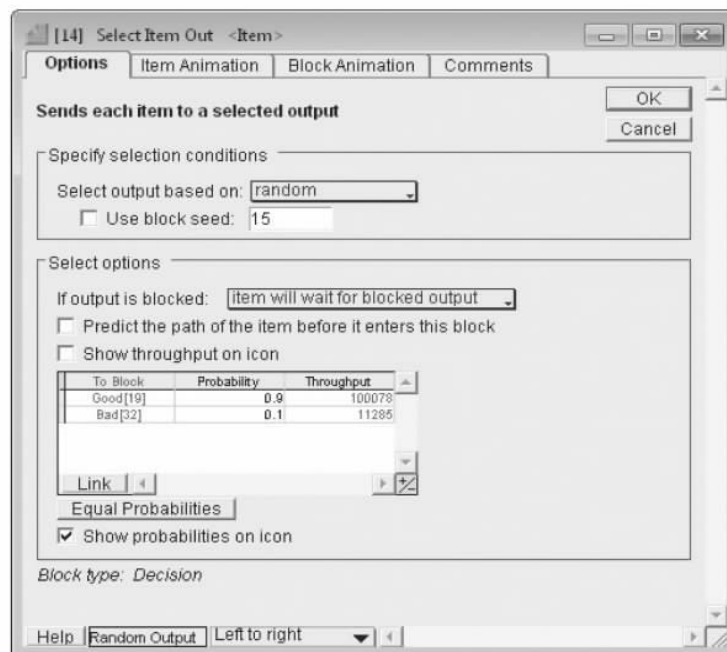 [14] Select Item Out <Item>
Options Item Animation Block Animation Comments
Sends each item to a selected output
OK
Cancel
Specify selection conditions
Select output based on: random
Use block seed: 15
Select options
If output is blocked: item will wait for blocked output
Predict the path of the item before it enters this block
Show throughput on icon
To Block Probability Throughput
Good[19] 0.9 100078
Bad[32] 0.1 11285
Link
Equal Probabilities
Show probabilities on icon
Block type: Decision
Help Random Output Left to right